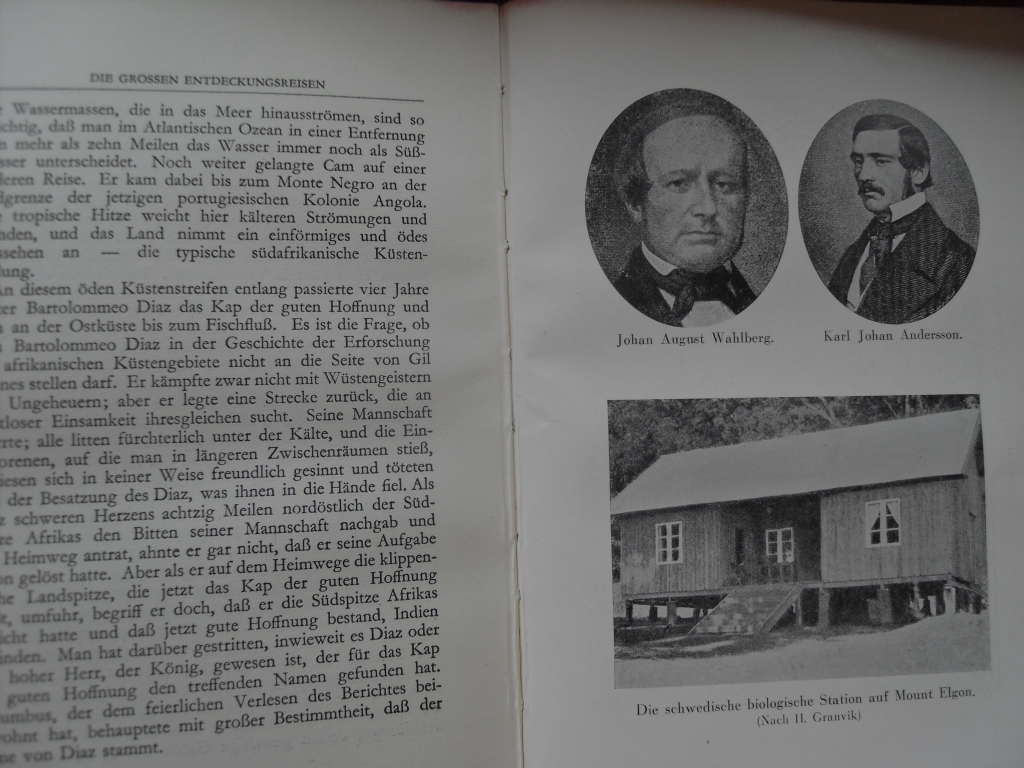 DIE GROSSEN ENTDECKUNGSREISEN
Wassermassen, die in das Meer hinausströmen, sind so
daß man im Atlantischen Ozean in einer Entfernung
mehr als zehn Meilen das Wasser immer noch als Süß-
unterscheidet. Noch weiter gelangte Cam auf einer
Reise. Er kam dabei bis zum Monte Negro an der
der jetzigen portugiesischen Kolonie Angola.
tropische Hitze weicht hier kälteren Strömungen und
und das Land nimmt ein einförmiges und ödes
an — die typische südafrikanische Küsten-
An diesem öden Küstenstreifen entlang passierte vier Jahre
Bartolommeo Diaz das Kap der guten Hoffnung und
an der Ostküste bis zum Fischfluß. Es ist die Frage, ob
Bartolommeo Diaz in der Geschichte der Erforschung
afrikanischen Küstengebiete nicht an die Seite von Gil
stellen darf. Er kämpfte zwar nicht mit Wüstengeistern
Ungeheuern; aber er legte eine Strecke zurück, die an
Einsamkeit ihresgleichen sucht. Seine Mannschaft
alle litten fürchterlich unter der Kälte, und die Ein-
auf die man in längeren Zwischenräumen stieß,
sich in keiner Weise freundlich gesinnt und töteten
der Besatzung des Diaz, was ihnen in die Hände fiel. Als
schweren Herzens achtzig Meilen nordöstlich der Süd-
Afrikas den Bitten seiner Mannschaft nachgab und
Heimweg antrat, ahnte er gar nicht, daß er seine Aufgabe
gelöst hatte. Aber als er auf dem Heimwege die klippen-
Landspitze, die jetzt das Kap der guten Hoffnung
umfuhr, begriff er doch, daß er die Südspitze Afrikas
hatte und daß jetzt gute Hoffnung bestand, Indien
Man hat darüber gestritten, inwieweit es Diaz oder
hoher Herr, der König, gewesen ist, der für das Kap
guten Hoffnung den treffenden Namen gefunden hat.
der dem feierlichen Verlesen des Berichtes bei-
hat, behauptete mit großer Bestimmtheit, daß der
von Diaz stammt.
Johan August Wahlberg.
Karl Johan Andersson.
Die schwedische biologische Station auf Mount Elgon.
(Nach H. Granvik)